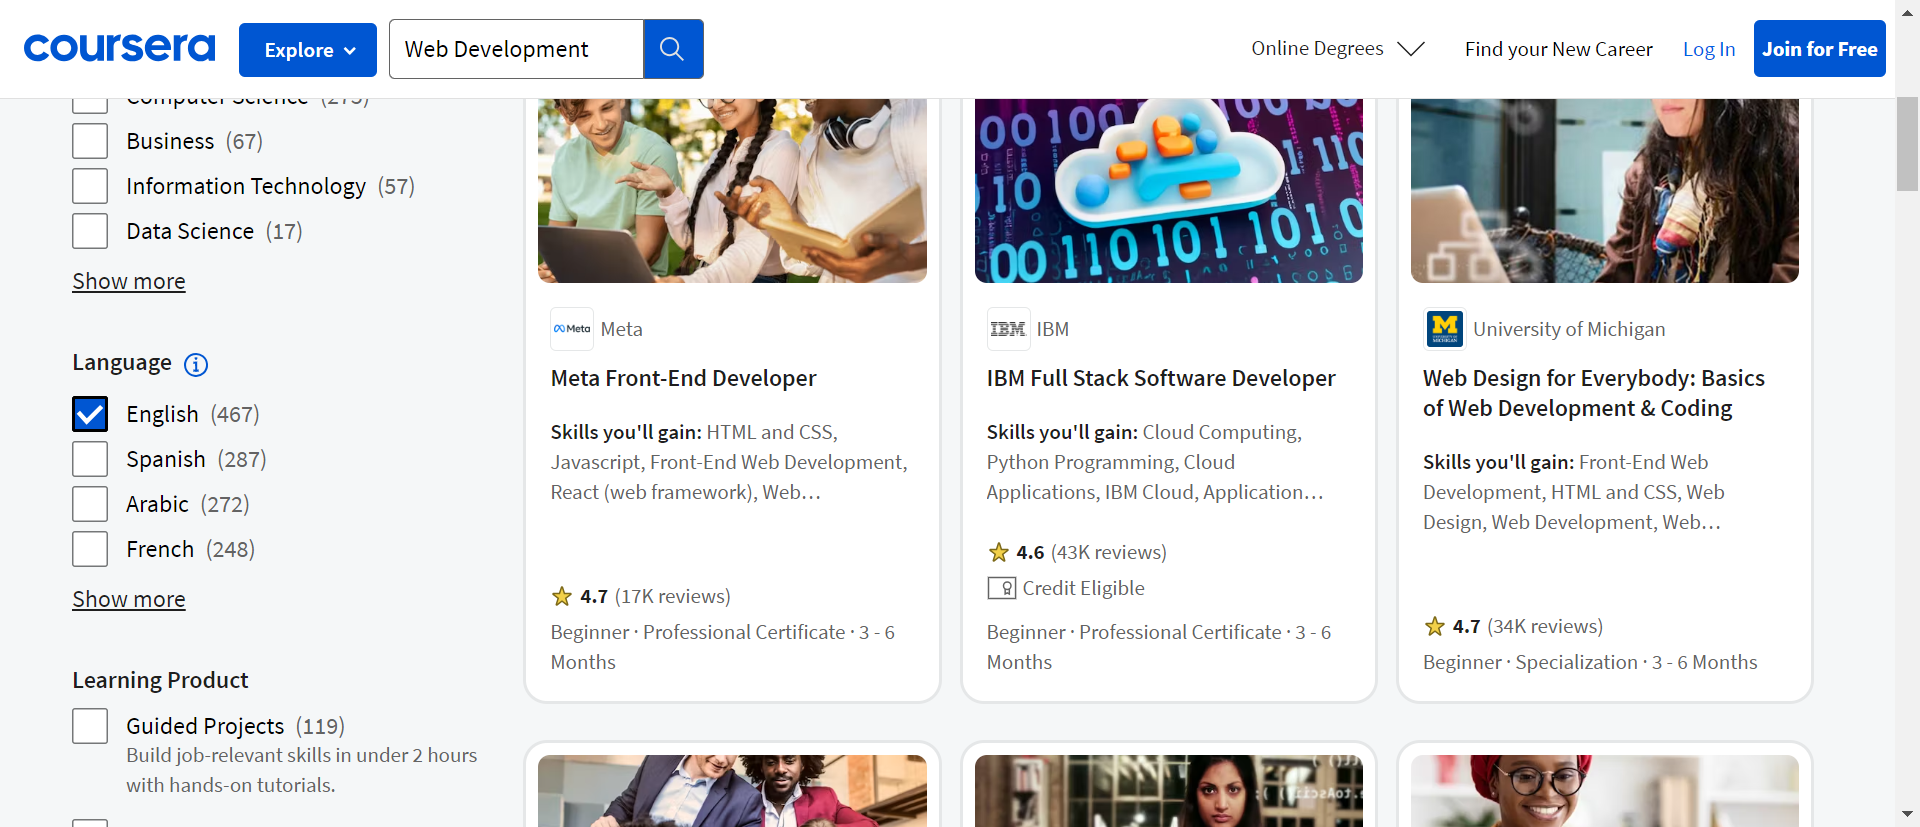 coursera
Explore
Web Development
Online Degrees
Find your New Career
Log In
Join for Free
Computer Science (275)
Business (67)
Information Technology (57)
Data Science (17)
Show more
Language
English (467)
Spanish (287)
Arabic (272)
French (248)
Show more
Learning Product
Guided Projects (119)
Build job-relevant skills in under 2 hours
with hands-on tutorials.
Meta
Meta
Meta Front-End Developer
Skills you'll gain: HTML and CSS,
Javascript, Front-End Web Development,
React (web framework), Web…
4.7 (17K reviews)
Beginner · Professional Certificate · 3 - 6
Months
IBM
IBM
IBM Full Stack Software Developer
Skills you'll gain: Cloud Computing,
Python Programming, Cloud
Applications, IBM Cloud, Application…
4.6 (43K reviews)
Credit Eligible
Beginner · Professional Certificate · 3 - 6
Months
M
University of Michigan
Web Design for Everybody: Basics
of Web Development & Coding
Skills you'll gain: Front-End Web
Development, HTML and CSS, Web
Design, Web Development, Web…
4.7 (34K reviews)
Beginner · Specialization · 3 - 6 Months